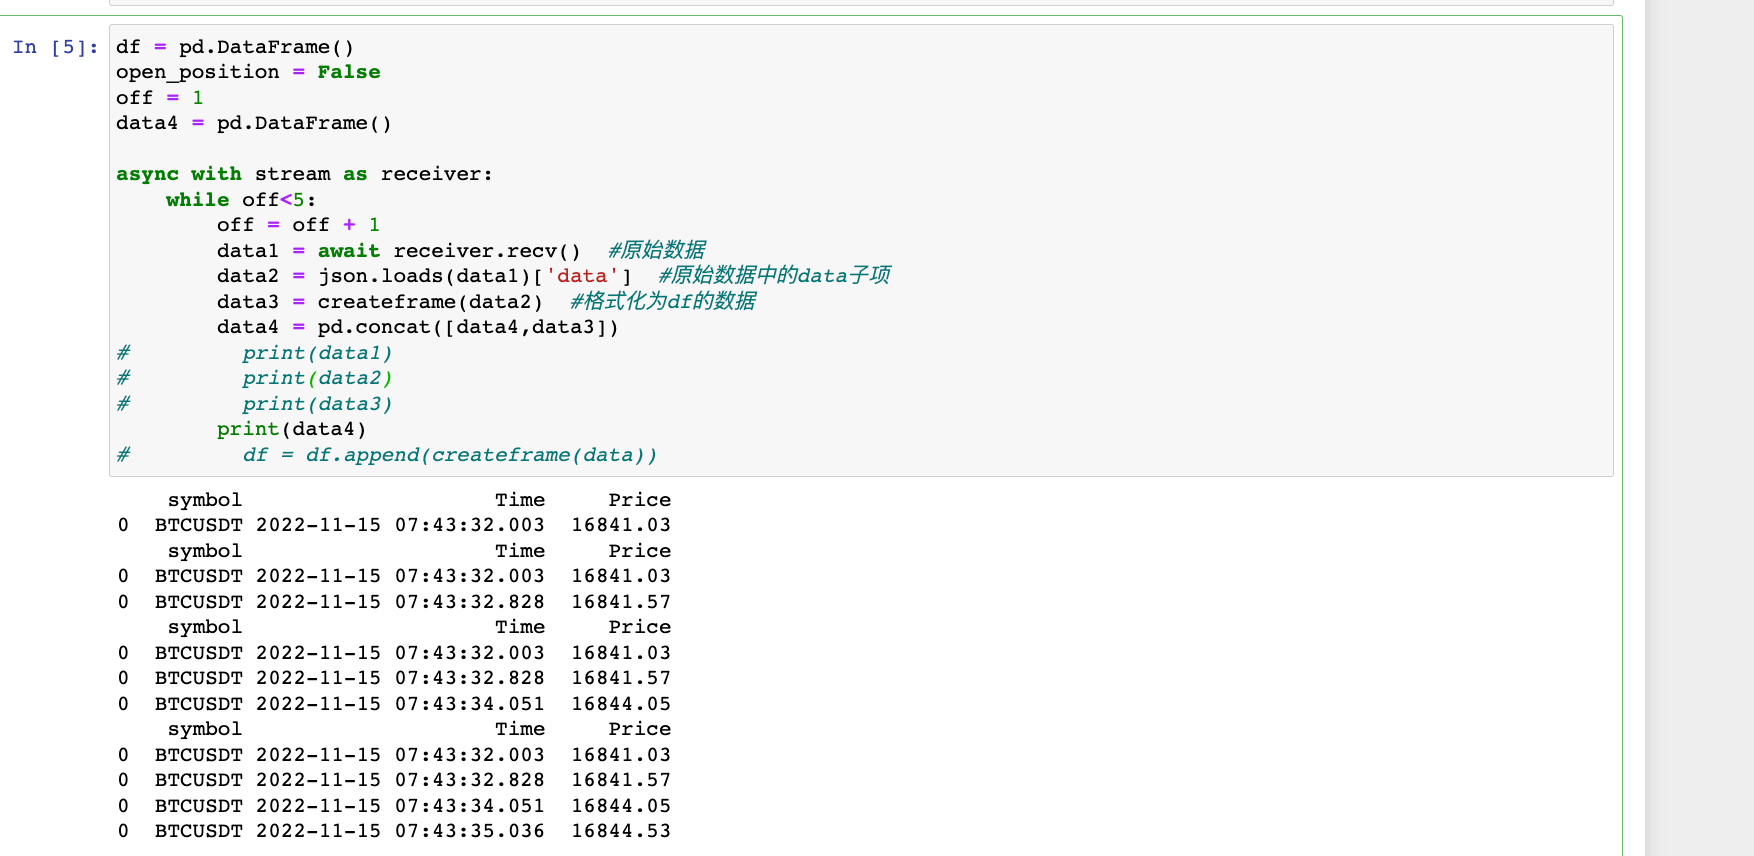 In [5]: df = pd.DataFrame()
open_position = False
off = 1
data4 = pd.DataFrame()

async with stream as receiver:
    while off<5:
        off = off + 1
        data1 = await receiver.recv()  #原始数据
        data2 = json.loads(data1)['data']  #原始数据中的data子项
        data3 = createframe(data2)  #格式化为df的数据
        data4 = pd.concat([data4,data3])
#         print(data1)
#         print(data2)
#         print(data3)
        print(data4)
#         df = df.append(createframe(data))
    symbol                    Time     Price
0  BTCUSDT 2022-11-15 07:43:32.003  16841.03
    symbol                    Time     Price
0  BTCUSDT 2022-11-15 07:43:32.003  16841.03
0  BTCUSDT 2022-11-15 07:43:32.828  16841.57
    symbol                    Time     Price
0  BTCUSDT 2022-11-15 07:43:32.003  16841.03
0  BTCUSDT 2022-11-15 07:43:32.828  16841.57
0  BTCUSDT 2022-11-15 07:43:34.051  16844.05
    symbol                    Time     Price
0  BTCUSDT 2022-11-15 07:43:32.003  16841.03
0  BTCUSDT 2022-11-15 07:43:32.828  16841.57
0  BTCUSDT 2022-11-15 07:43:34.051  16844.05
0  BTCUSDT 2022-11-15 07:43:35.036  16844.53